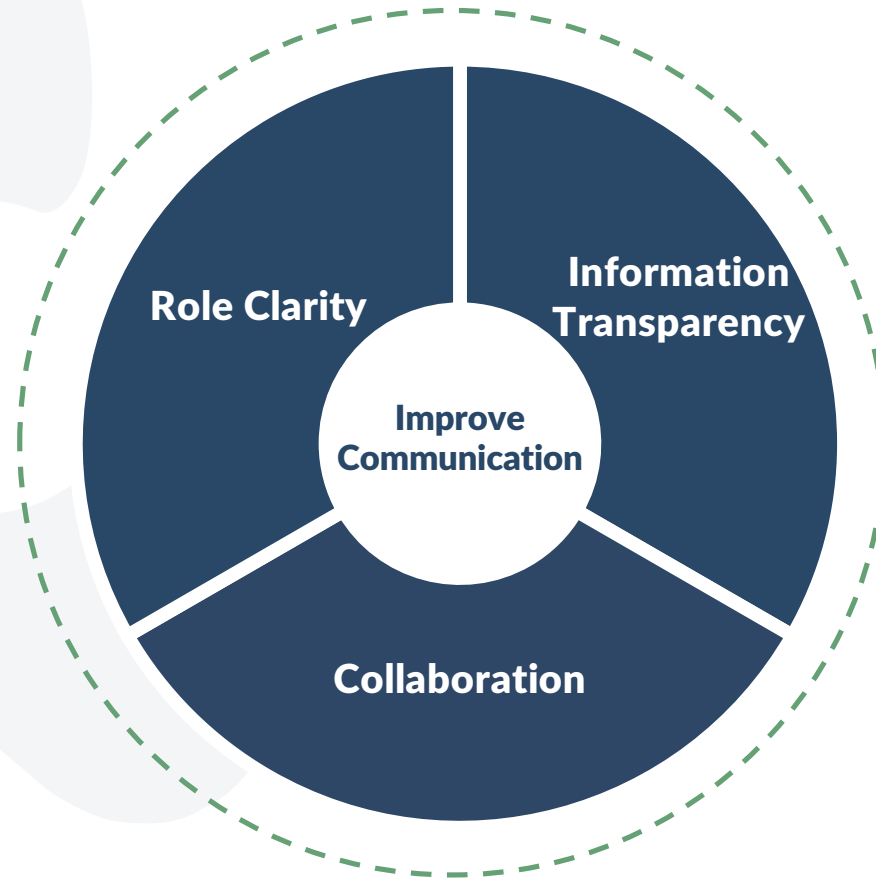 Role Clarity
Information
Transparency
Improve
Communication
Collaboration